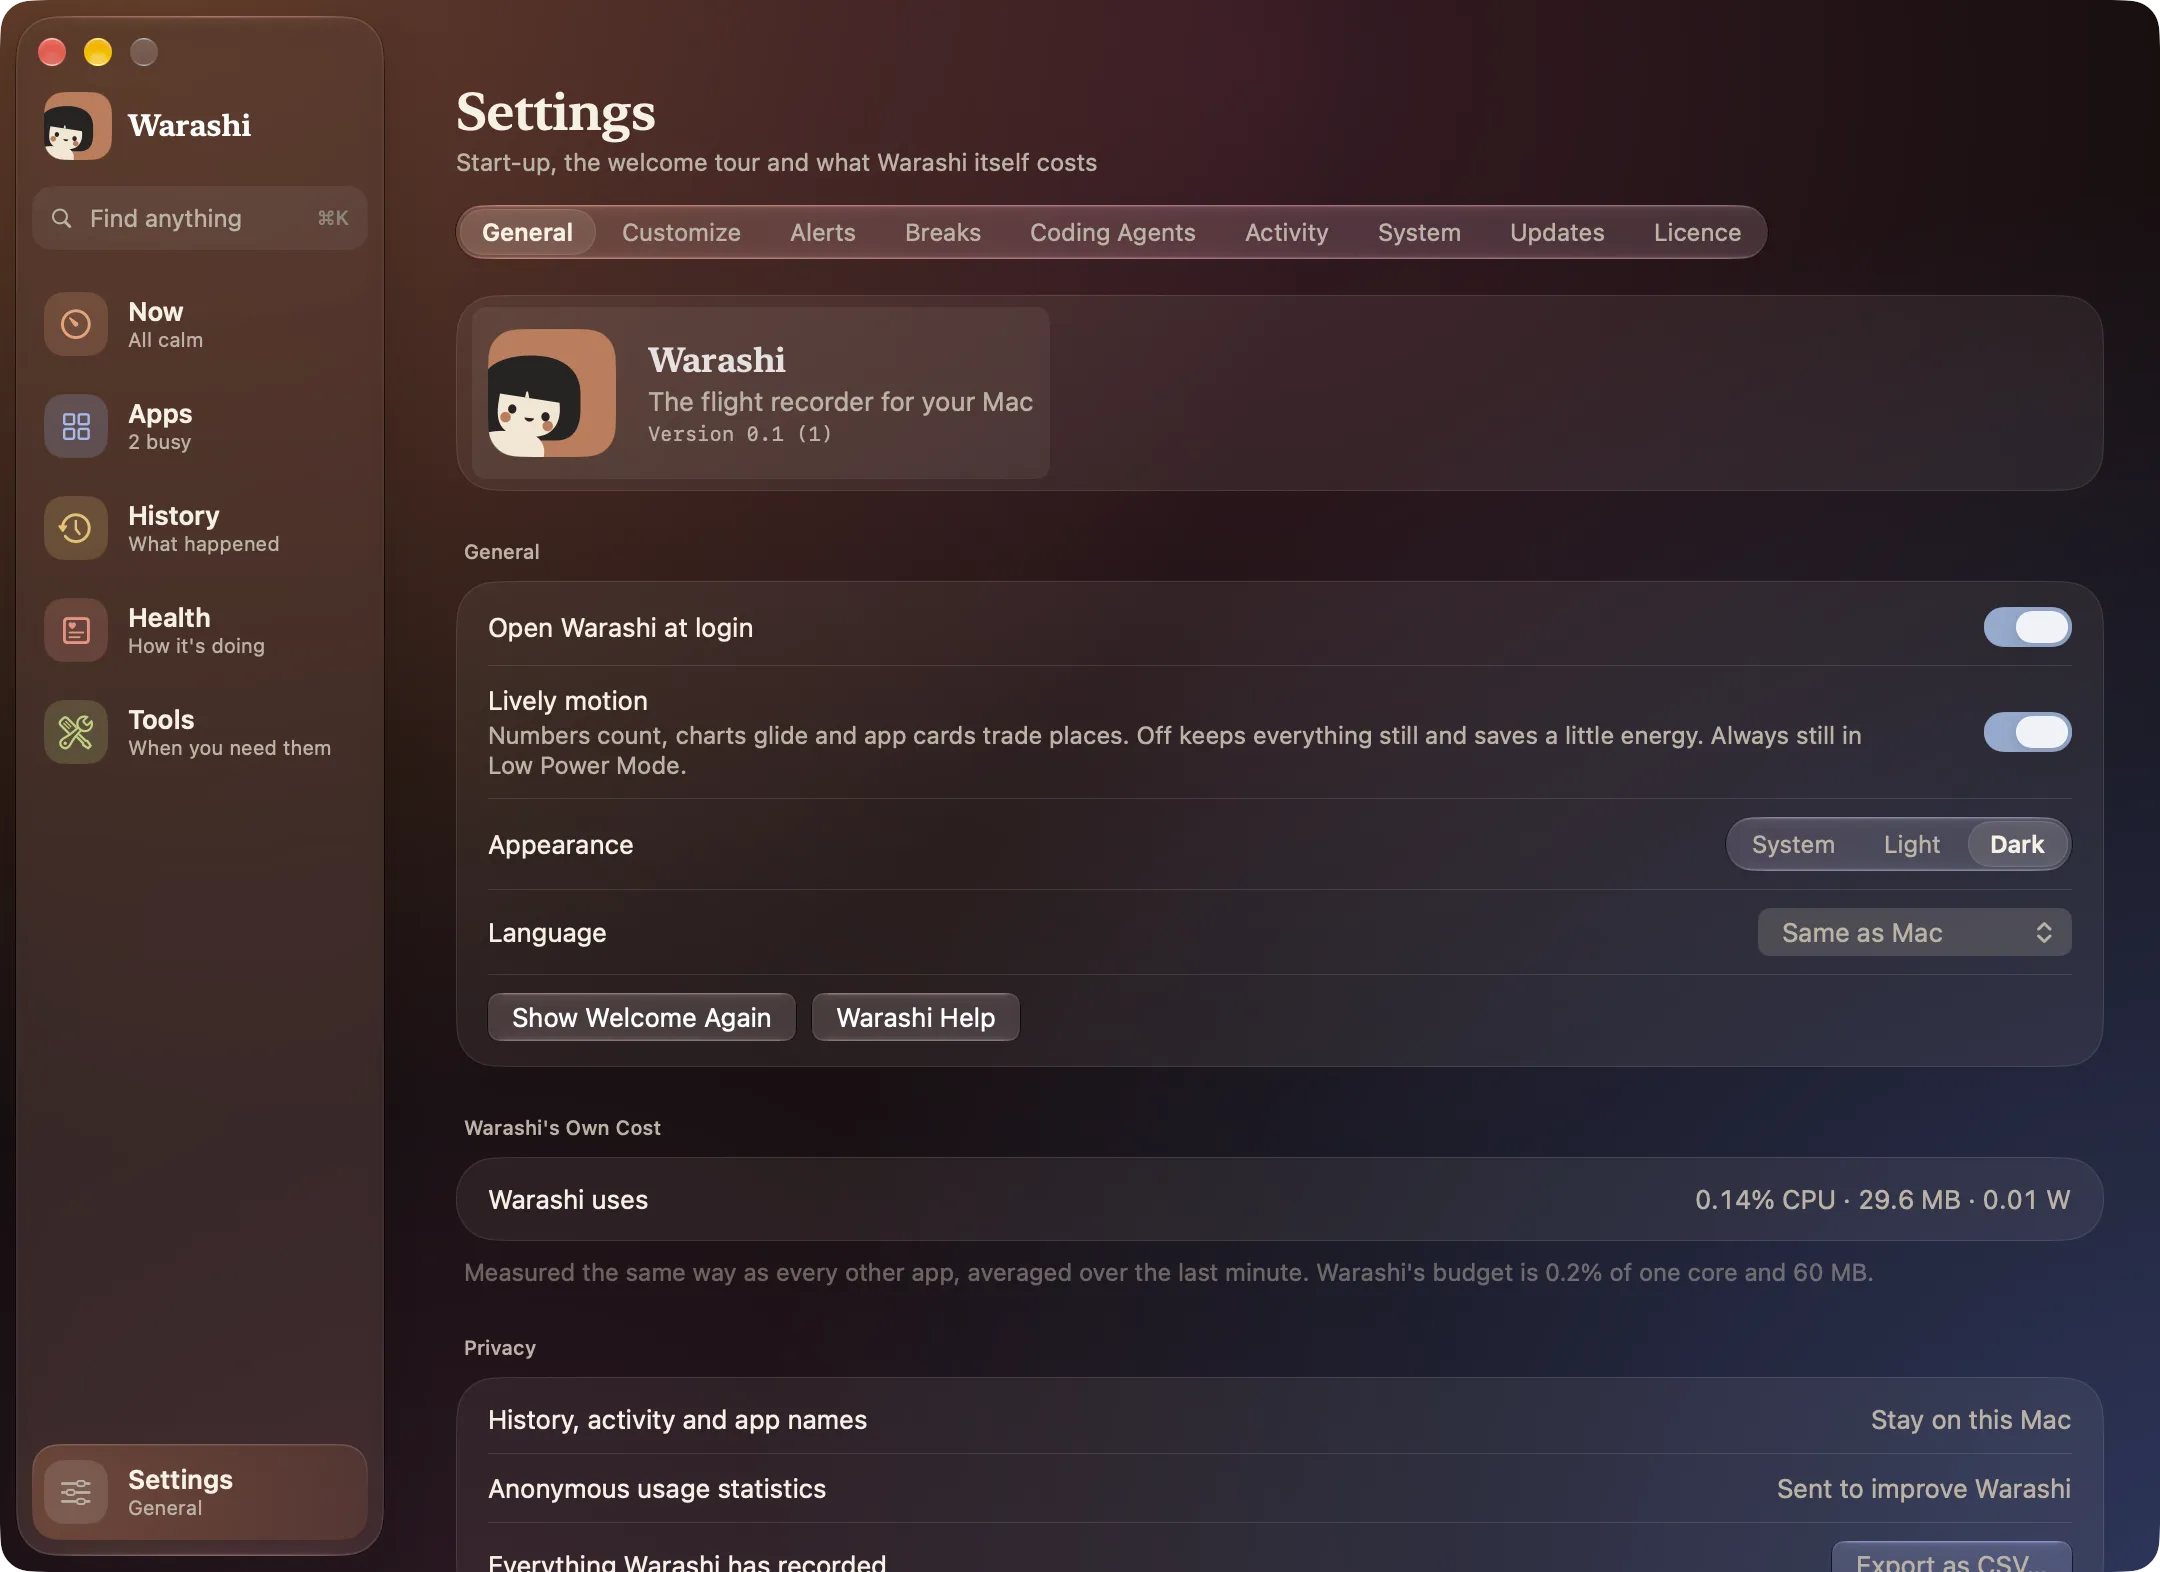 Warashi
Find anything ⌘K
Now
All calm
Apps
2 busy
History
What happened
Health
How it's doing
Tools
When you need them
Settings
General
Settings
Start-up, the welcome tour and what Warashi itself costs
General Customize Alerts Breaks Coding Agents Activity System Updates Licence
Warashi
The flight recorder for your Mac
Version 0.1 (1)
General
Open Warashi at login
Lively motion
Numbers count, charts glide and app cards trade places. Off keeps everything still and saves a little energy. Always still in
Low Power Mode.
Appearance System Light Dark
Language Same as Mac
Show Welcome Again Warashi Help
Warashi's Own Cost
Warashi uses 0.14% CPU · 29.6 MB · 0.01 W
Measured the same way as every other app, averaged over the last minute. Warashi's budget is 0.2% of one core and 60 MB.
Privacy
History, activity and app names Stay on this Mac
Anonymous usage statistics Sent to improve Warashi
Everything Warashi has recorded Export as CSV...